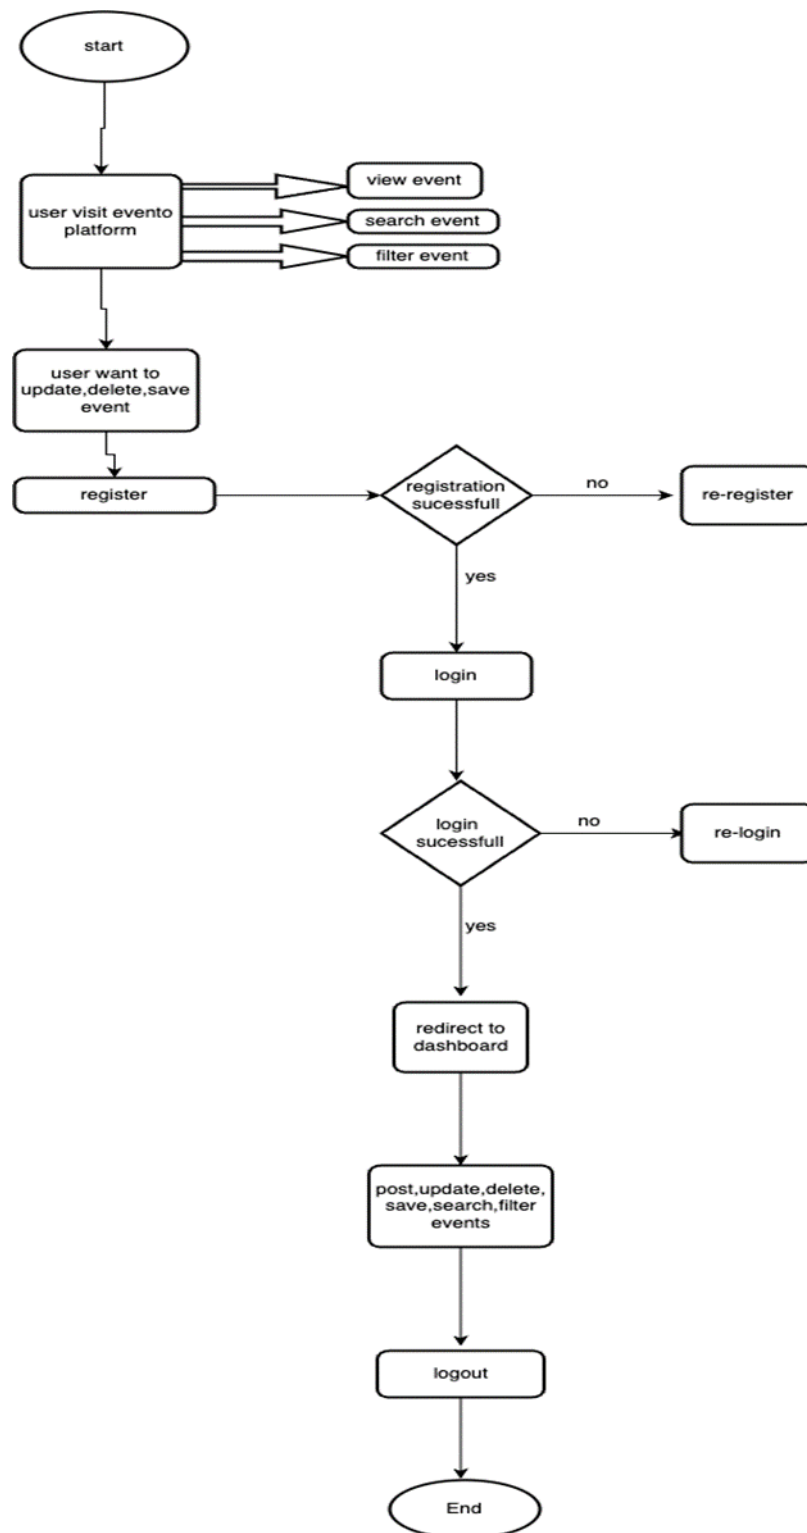 start
view event
user visit evento
platform
search event
filter event
user want to
update,delete,save
event
register
registration
sucessfull
no
re-register
yes
login
login
sucessfull
no
re-login
yes
redirect to
dashboard
post,update,delete,
save,search,filter
events
logout
End